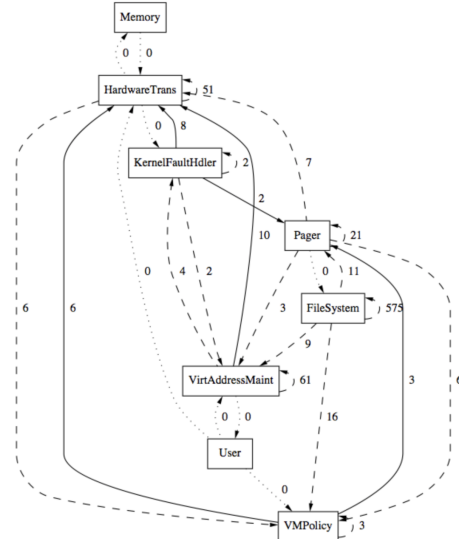 Memory
0 0
HardwareTrans 51
0 8
KernelFaultHdler 2
7
2
Pager 21
10
0 4 2 0 11
6 6 3 FileSystem 575
9
VirtAddressMaint 61 3 6
0 0 16
User
0
VMPolicy 3